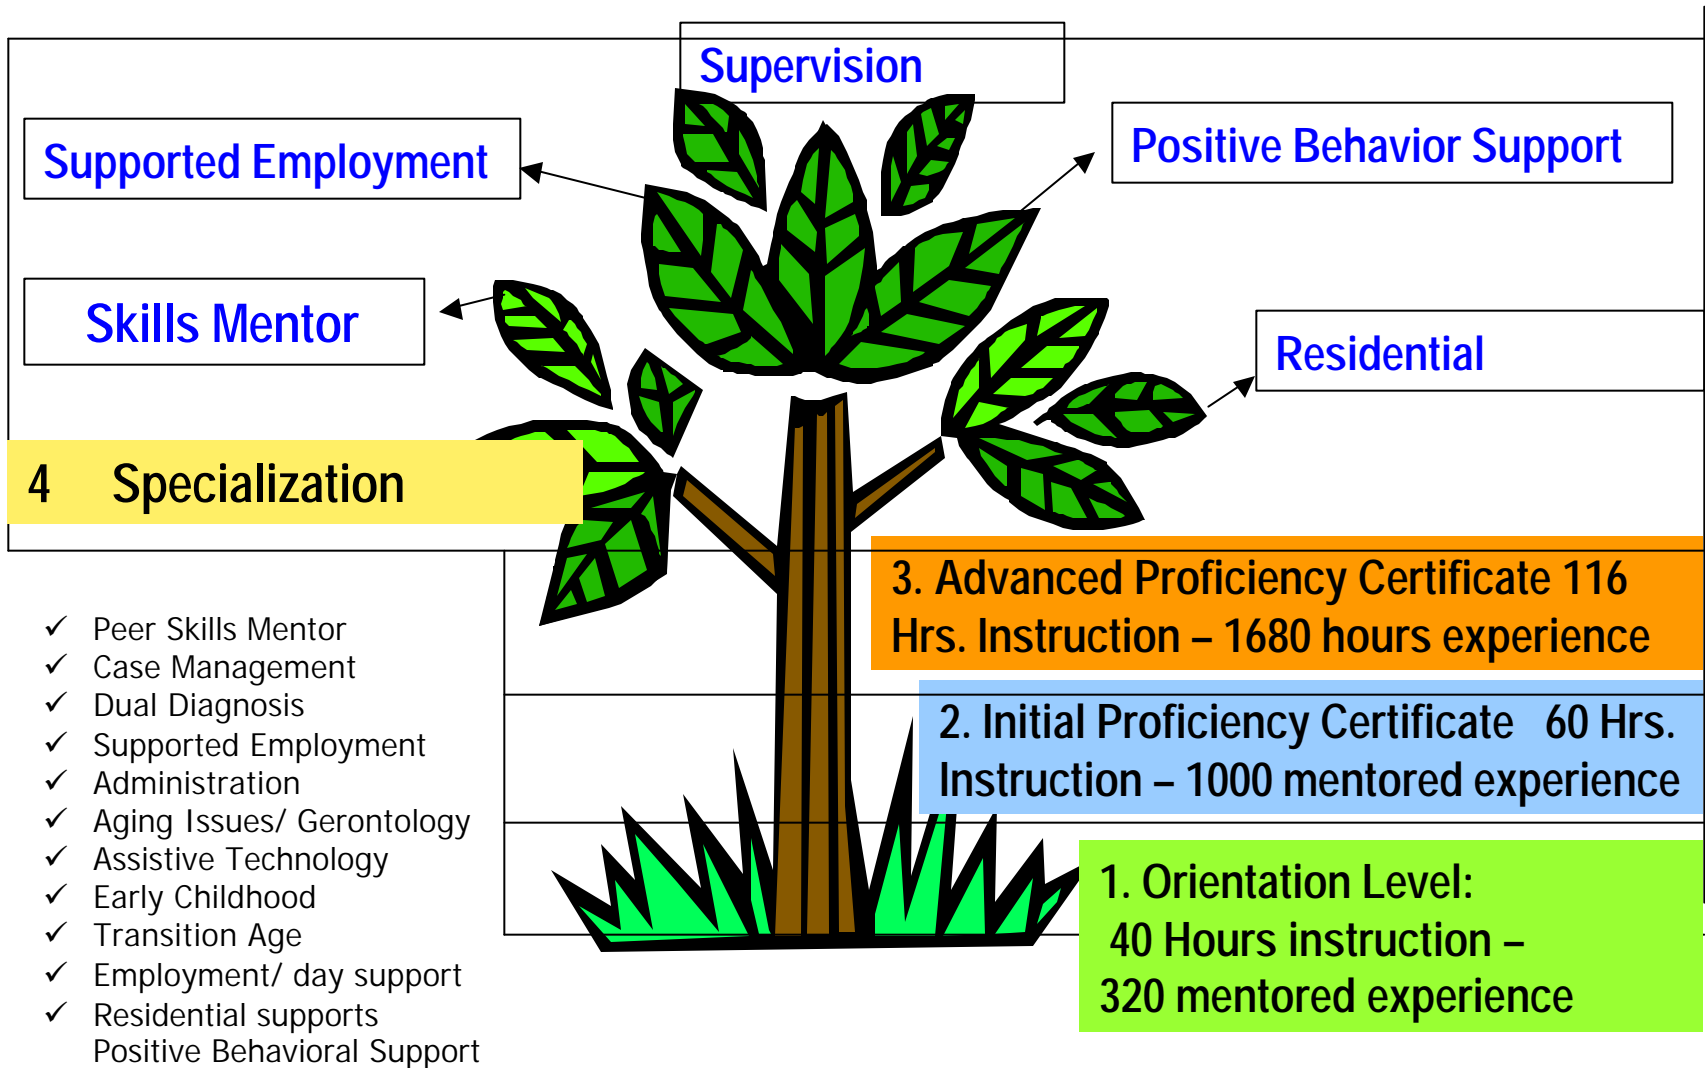 Supervision
Supported Employment
Positive Behavior Support
Skills Mentor
Residential
4 Specialization
3. Advanced Proficiency Certificate 116
Hrs. Instruction – 1680 hours experience
2. Initial Proficiency Certificate 60 Hrs.
Instruction – 1000 mentored experience
1. Orientation Level:
40 Hours instruction –
320 mentored experience
✓ Peer Skills Mentor
✓ Case Management
✓ Dual Diagnosis
✓ Supported Employment
✓ Administration
✓ Aging Issues/ Gerontology
✓ Assistive Technology
✓ Early Childhood
✓ Transition Age
✓ Employment/ day support
✓ Residential supports
Positive Behavioral Support